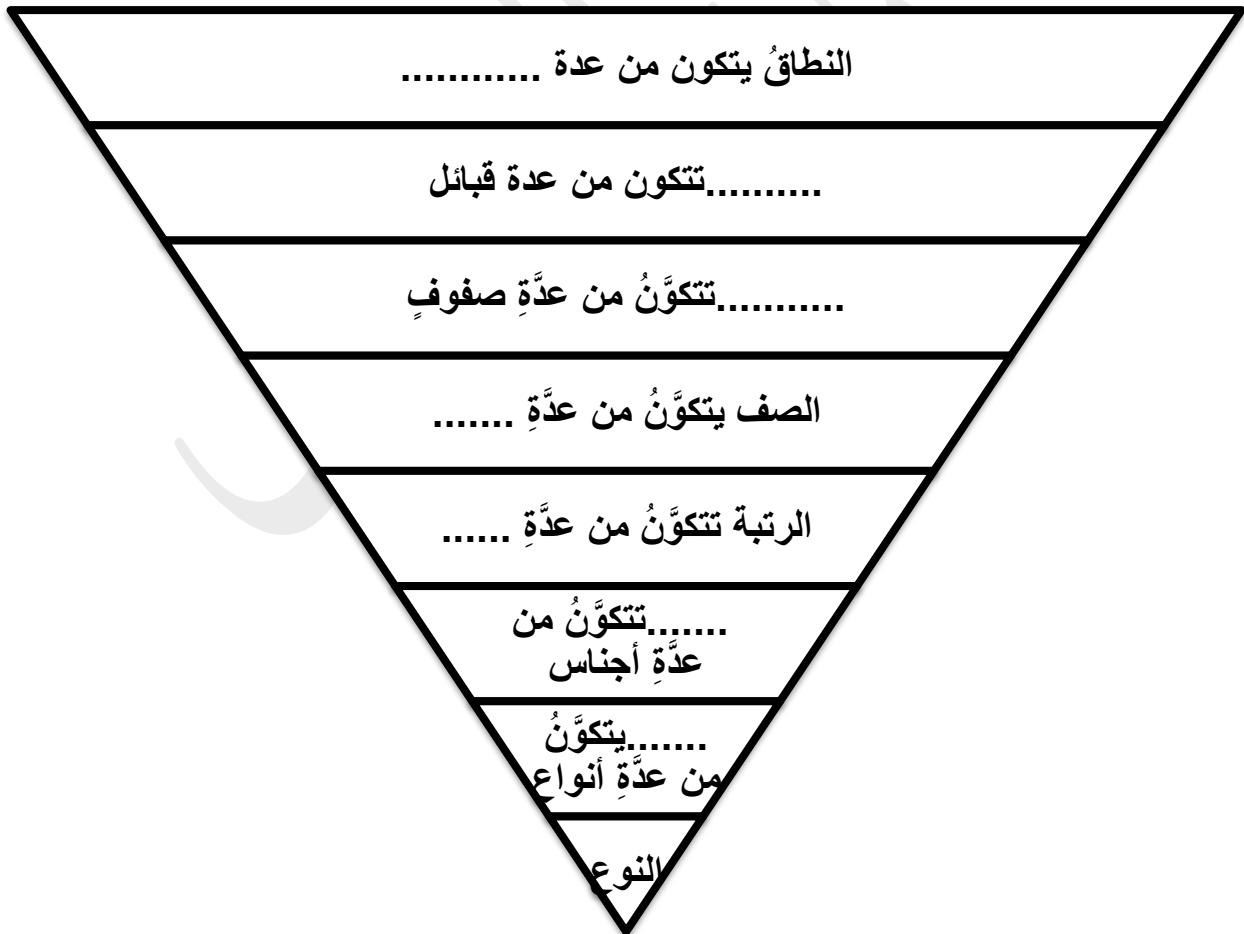 النطاقُ يتكون من عدة ............
..........تتكون من عدة قبائل
...........تتكوَّنُ من عدَّةِ صفوفٍ
الصف يتكوَّنُ من عدَّةِ .......
الرتبة تتكوَّنُ من عدَّةِ ......
.......تتكوَّنُ من
عدَّةِ أجناس
.......يتكوَّنُ
من عدَّةِ أنواع
النوع